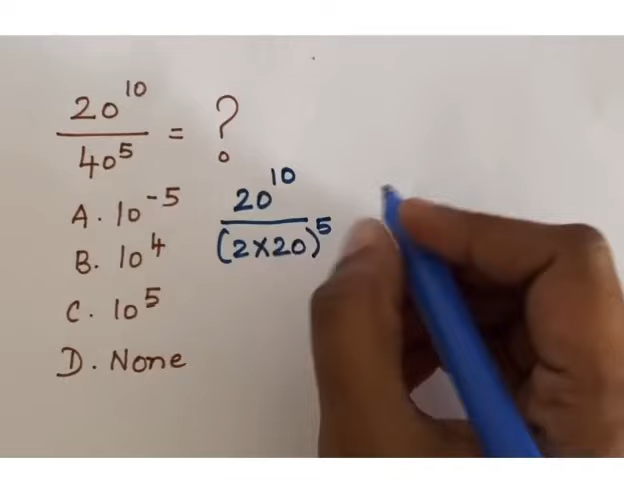 20^10 / 40^5 = ?
A. 10^-5
B. 10^4
C. 10^5
D. None
20^10 / (2×20)^5